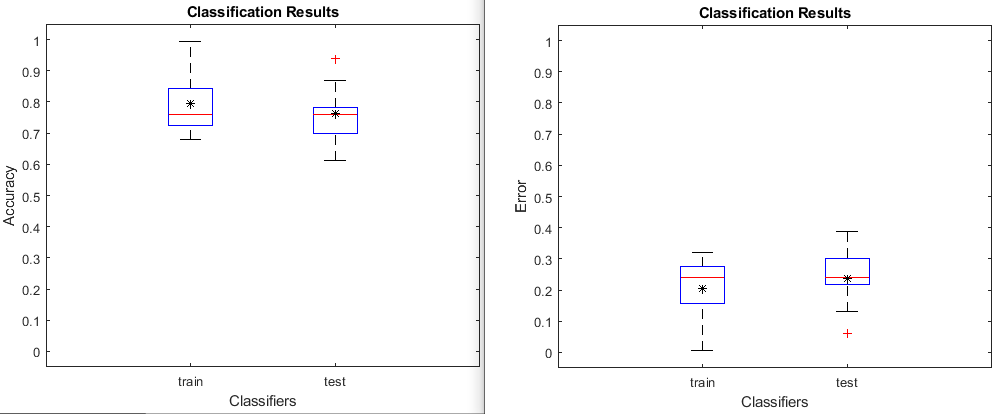 Classification Results
1
0.9
0.8
0.7
0.6
0.5
0.4
0.3
0.2
0.1
0
Accuracy
train test
Classifiers
Classification Results
1
0.9
0.8
0.7
0.6
0.5
0.4
0.3
0.2
0.1
0
Error
train test
Classifiers